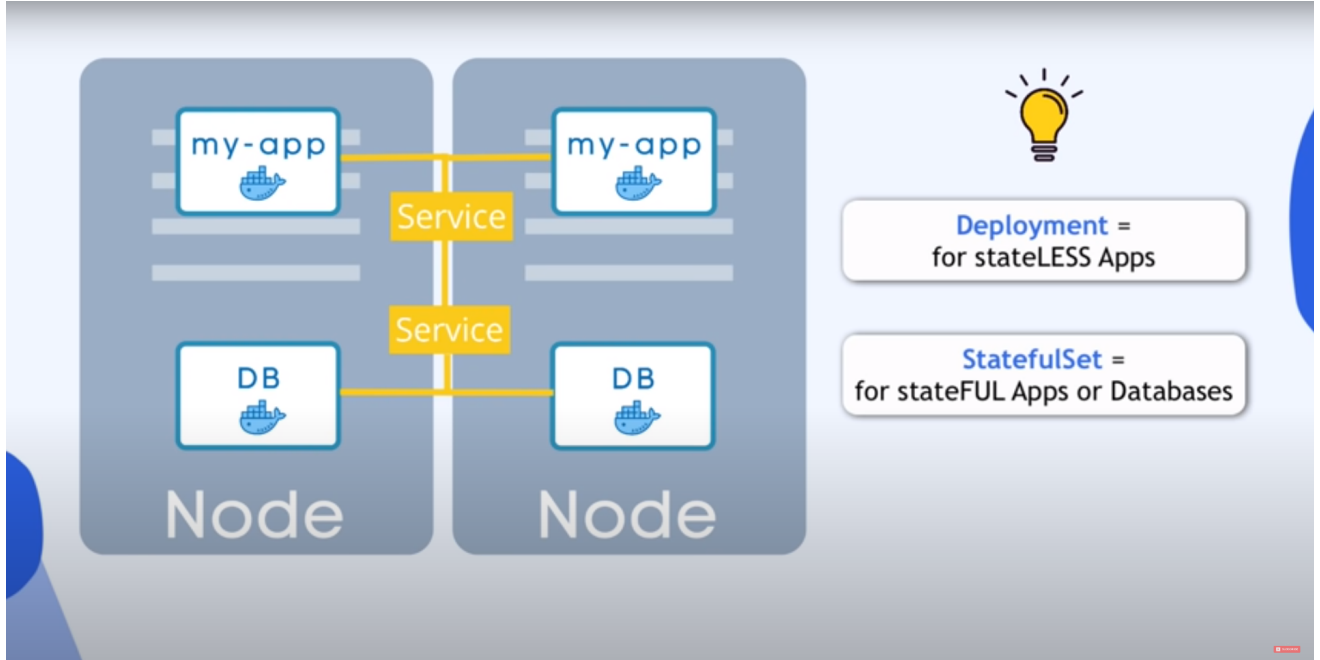 my-app
my-app
Service
Service
DB
DB
Node
Node
Deployment =
for stateLESS Apps
StatefulSet =
for stateFUL Apps or Databases